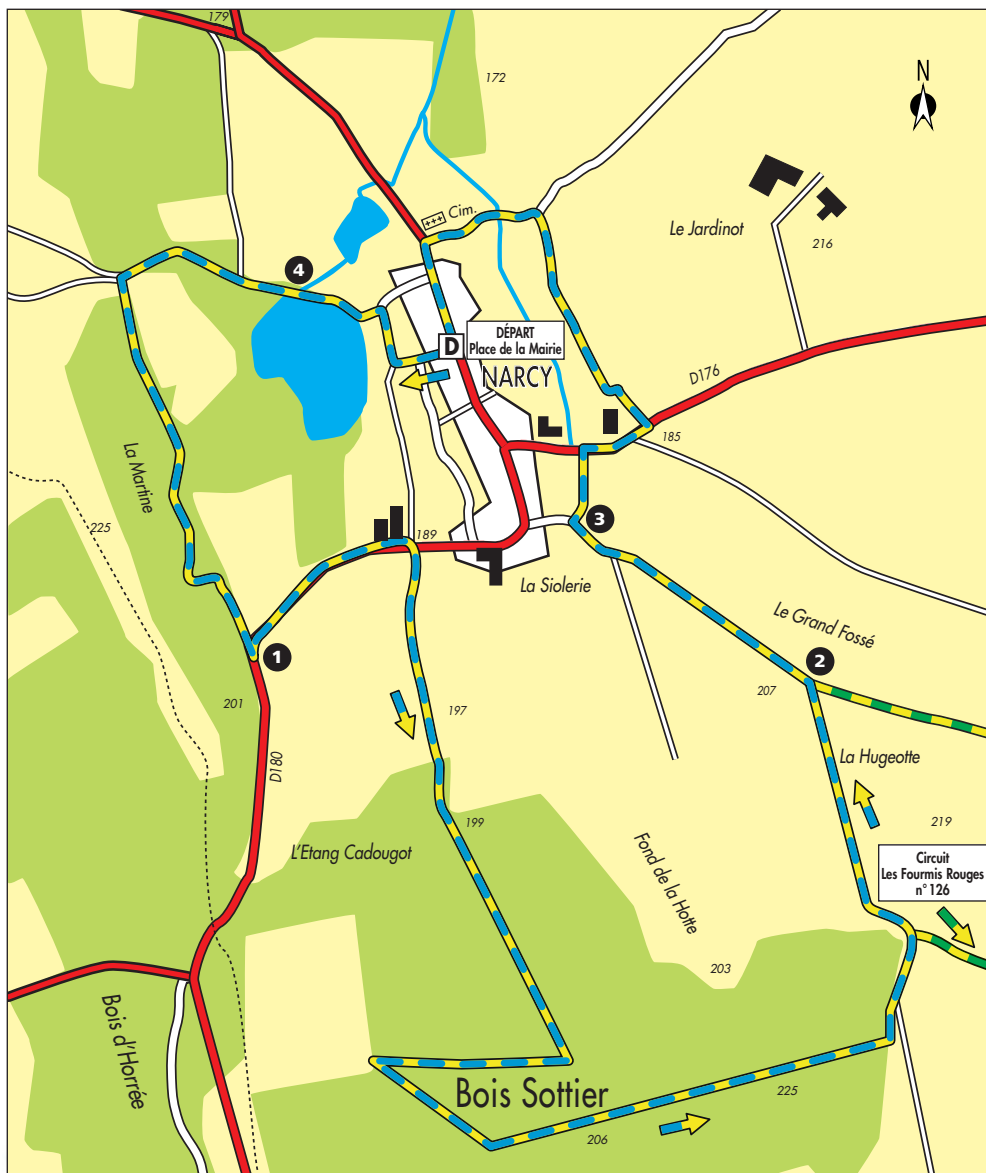 179
172
N
+++ Cim.
Le Jardinot
216
4
D
DÉPART
Place de la Mairie
NARCY
D176
185
La Martine
225
3
189
La Siolerie
Le Grand Fossé
1
2
201
207
197
D180
La Hugeotte
199
219
L'Etang Cadougot
Fond de la Hotte
Circuit
Les Fourmis Rouges
n°126
203
Bois d'Horrée
Bois Sottier
225
206